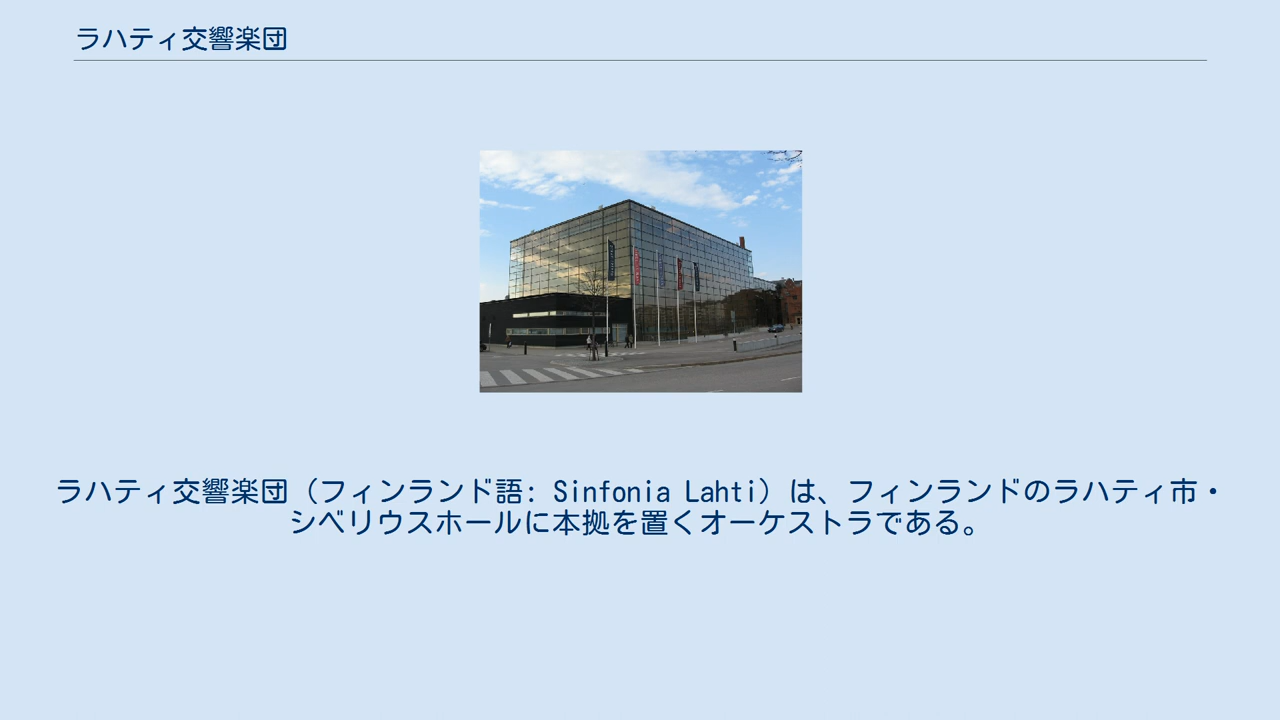 ラハティ交響楽団
ラハティ交響楽団（フィンランド語: Sinfonia Lahti）は、フィンランドのラハティ市・
シベリウスホールに本拠を置くオーケストラである。